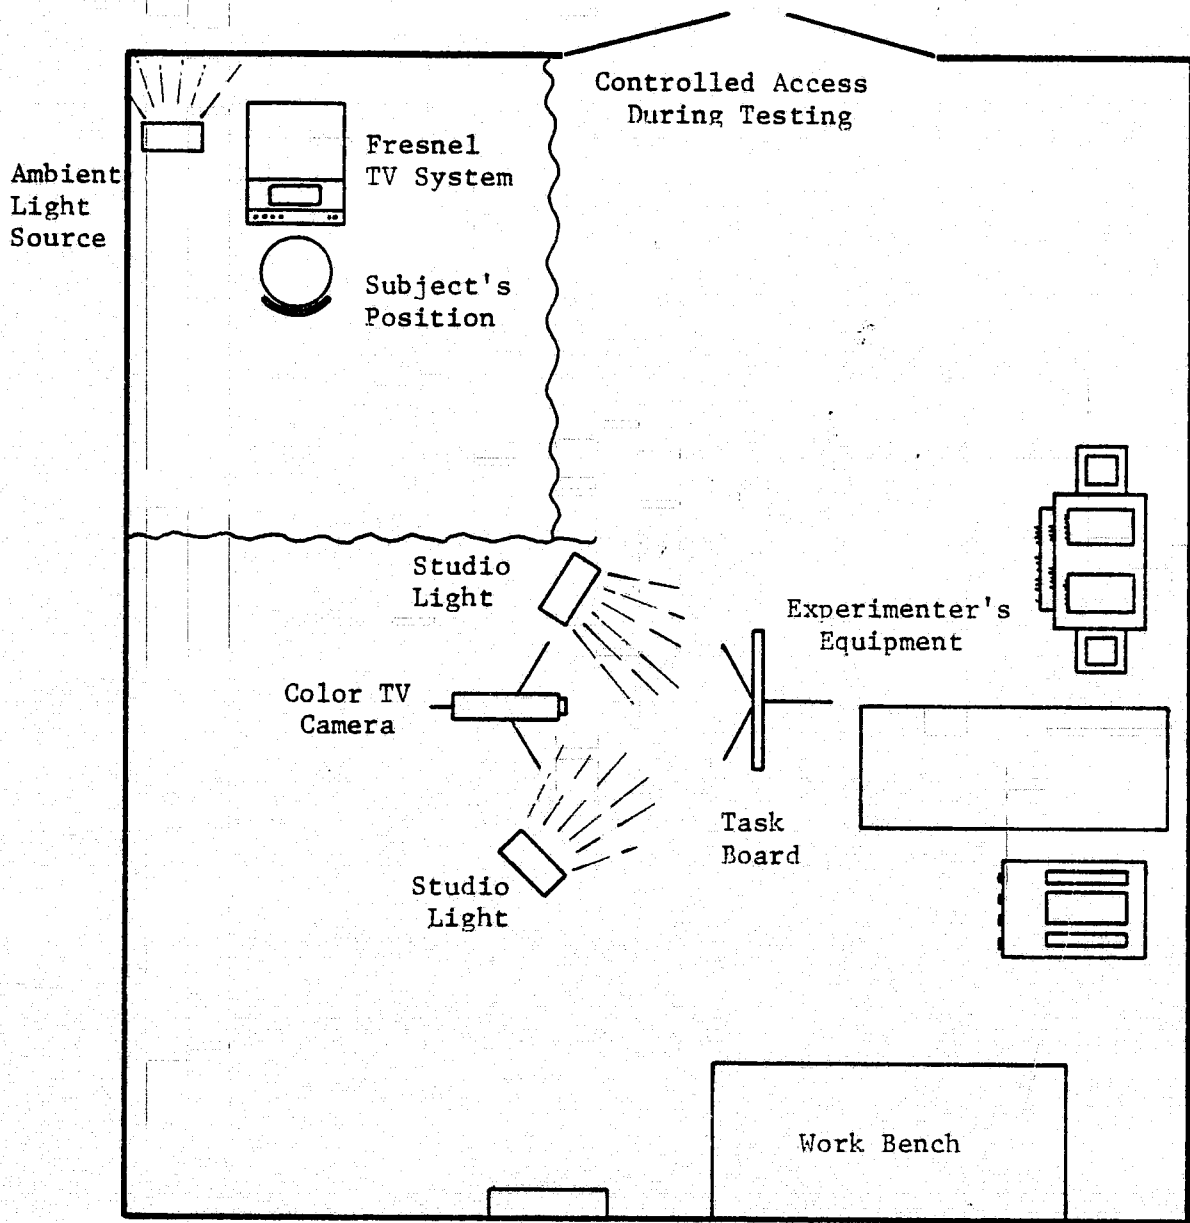 Controlled Access
During Testing
Fresnel
TV System
Ambient
Light
Source
Subject's
Position
Studio
Light
Experimenter's
Equipment
Color TV
Camera
Task
Board
Studio
Light
Work Bench